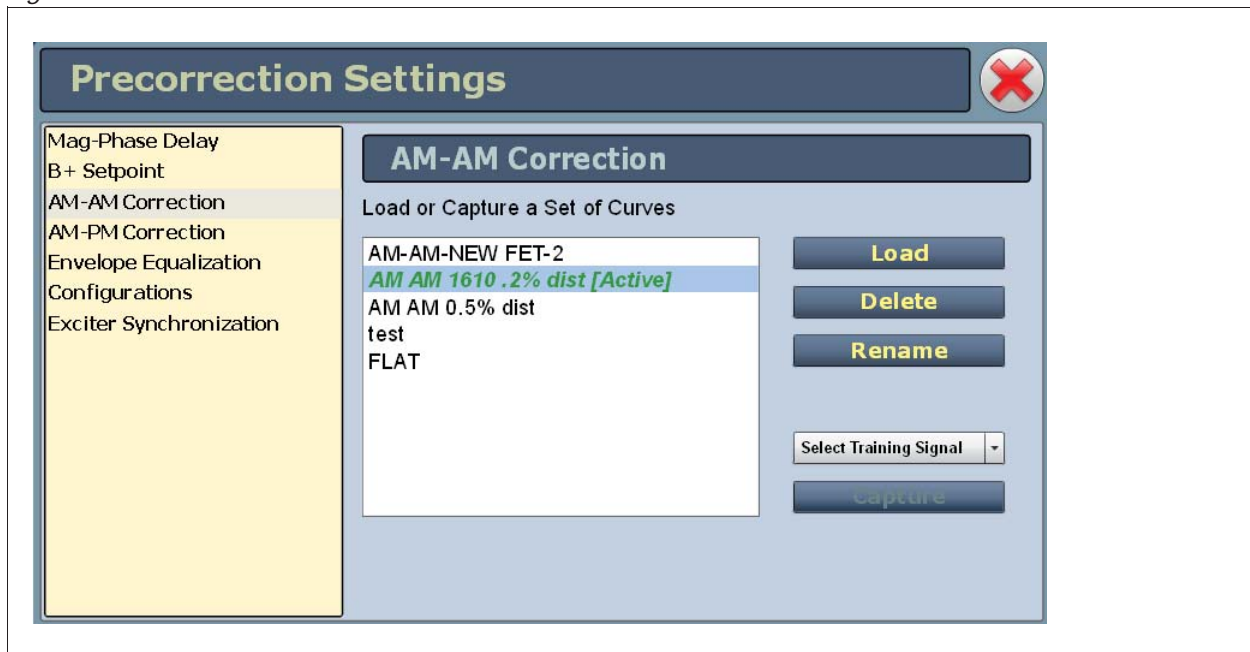 Precorrection Settings
Mag-Phase Delay
B+ Setpoint
AM-AM Correction
AM-PM Correction
Envelope Equalization
Configurations
Exciter Synchronization
AM-AM Correction
Load or Capture a Set of Curves
AM-AM-NEW FET-2
AM AM 1610 .2% dist [Active]
AM AM 0.5% dist
test
FLAT
Load
Delete
Rename
Select Training Signal
Capture